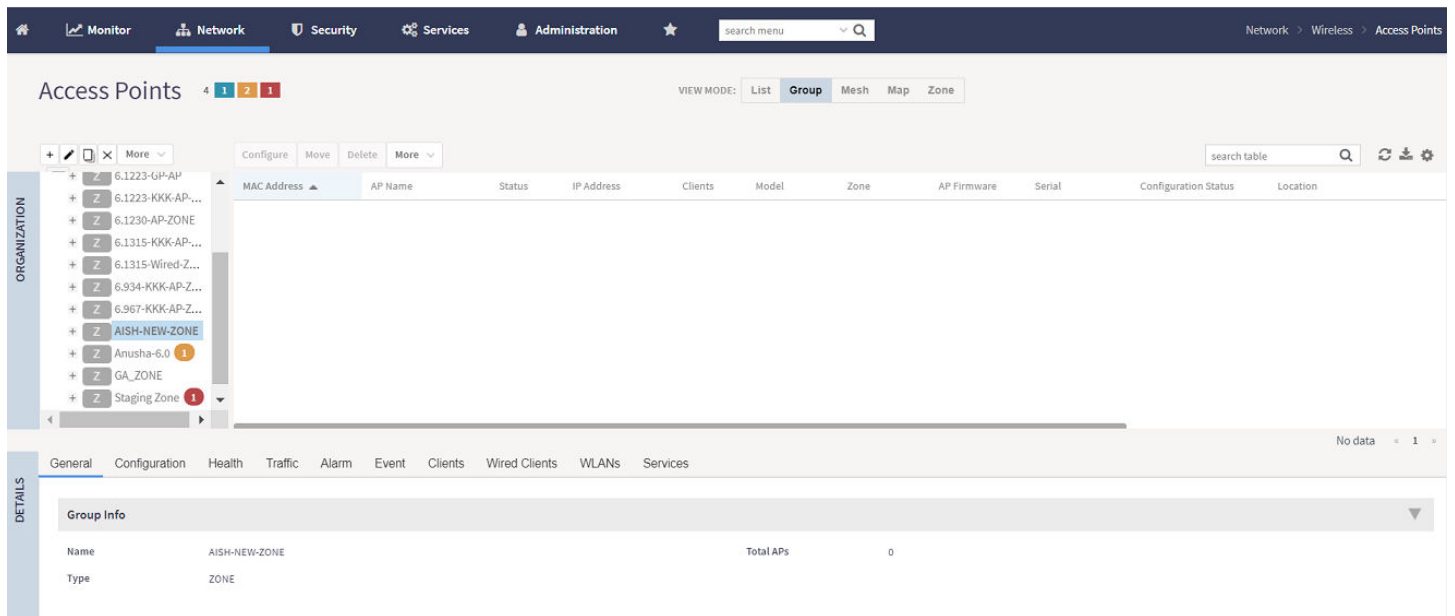 Monitor Network Security Services Administration search menu Network > Wireless > Access Points
Access Points 4 1 2 1 VIEW MODE: List Group Mesh Map Zone
+ More Configure Move Delete More search table
ORGANIZATION
MAC Address AP Name Status IP Address Clients Model Zone AP Firmware Serial Configuration Status Location
+ Z 6.1223-GP-AP
+ Z 6.1223-KKK-AP-...
+ Z 6.1230-AP-ZONE
+ Z 6.1315-KKK-AP-...
+ Z 6.1315-Wired-Z...
+ Z 6.934-KKK-AP-Z...
+ Z 6.967-KKK-AP-Z...
+ Z AISH-NEW-ZONE
+ Z Anusha-6.0 1
+ Z GA_ZONE
+ Z Staging Zone 1
No data « 1 »
DETAILS
General Configuration Health Traffic Alarm Event Clients Wired Clients WLANs Services
Group Info
Name AISH-NEW-ZONE Total APs 0
Type ZONE